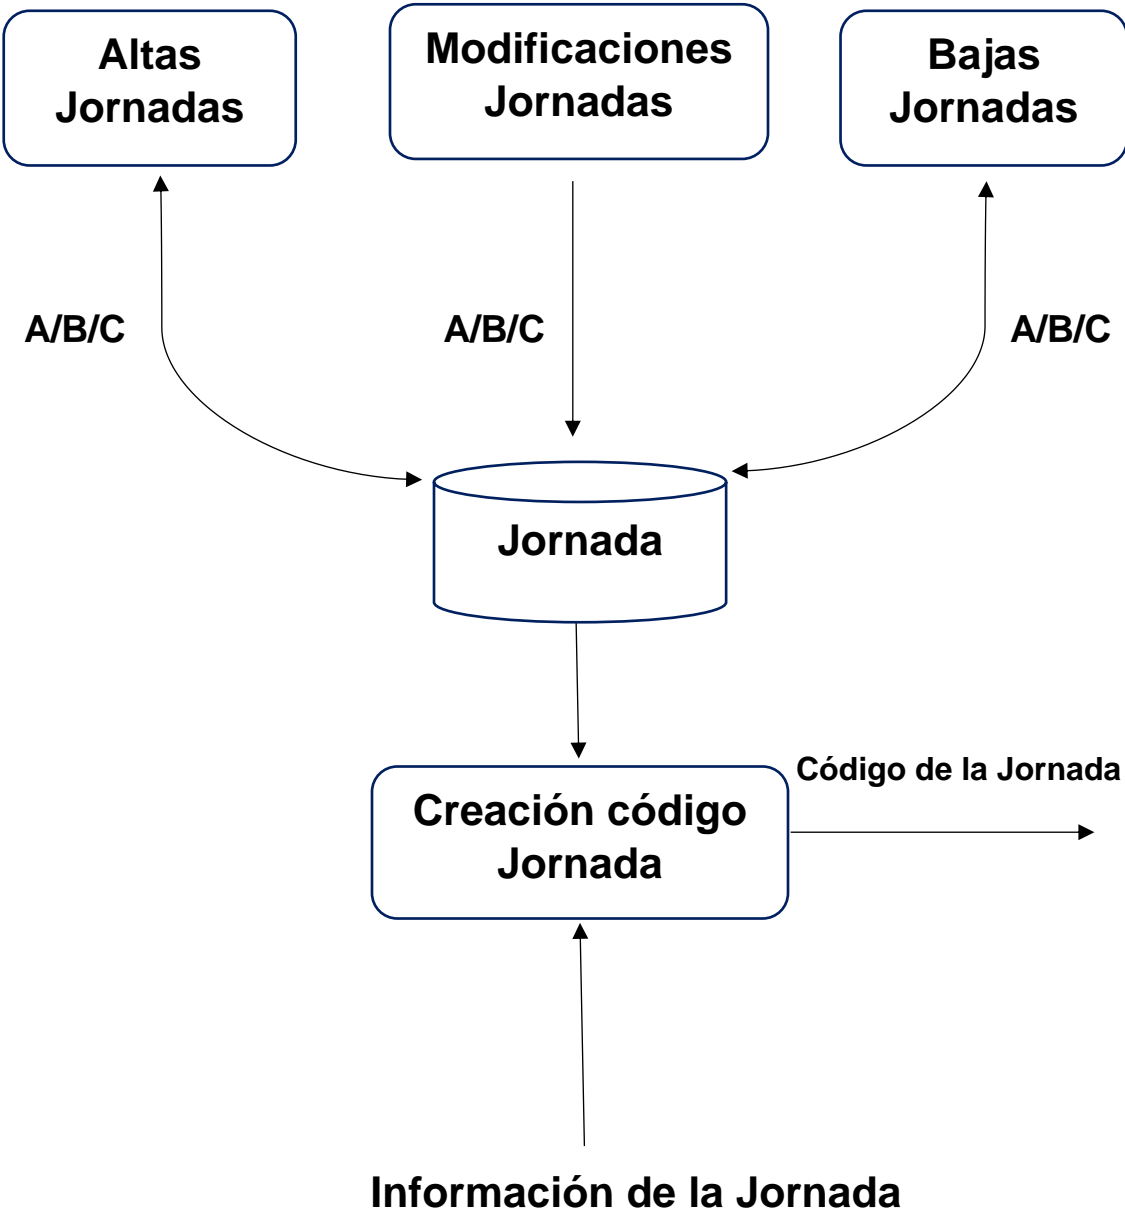 Altas
Jornadas
Modificaciones
Jornadas
Bajas
Jornadas
A/B/C
A/B/C
A/B/C
Jornada
Código de la Jornada
Creación código
Jornada
Información de la Jornada